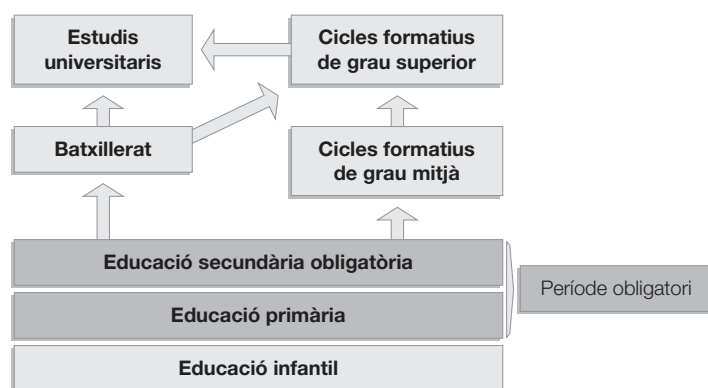 Estudis
universitaris
Cicles formatius
de grau superior
Batxillerat
Cicles formatius
de grau mitjà
Educació secundària obligatòria
Període obligatori
Educació primària
Educació infantil